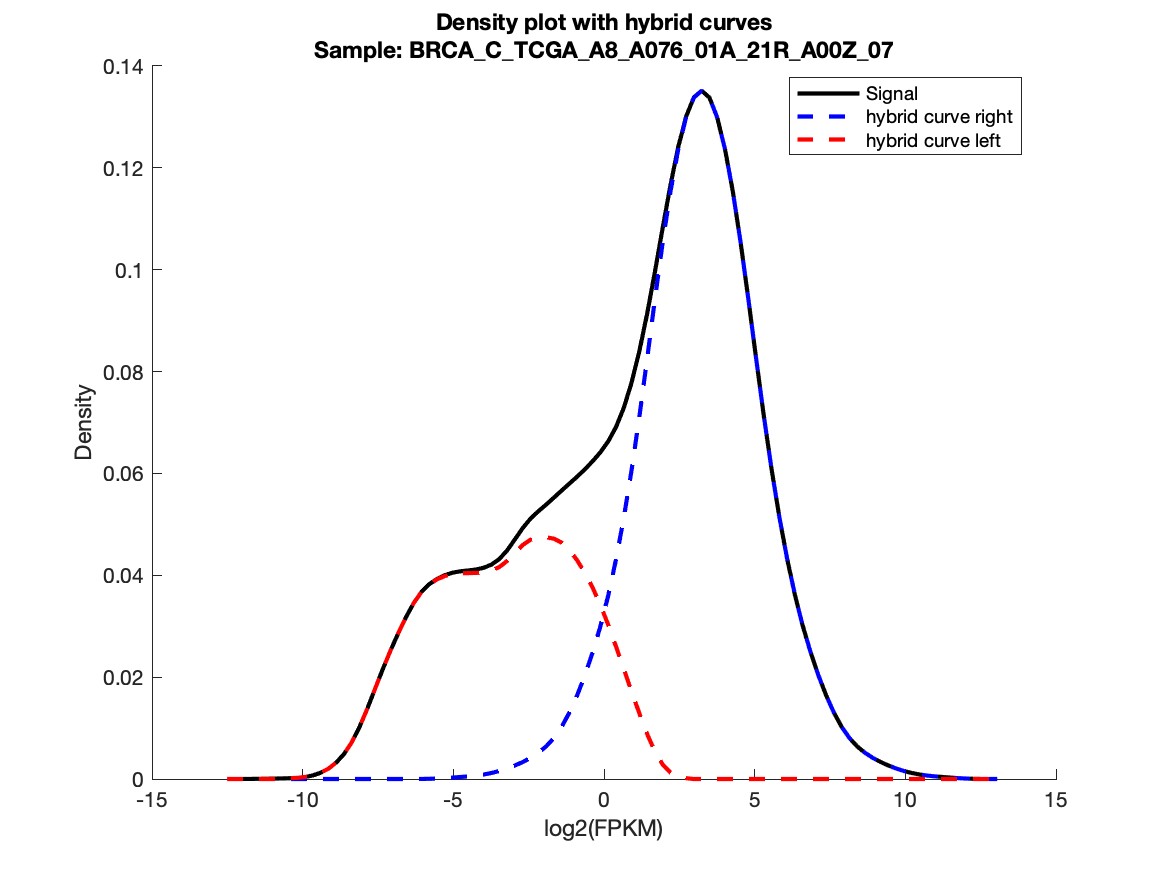 Density plot with hybrid curves
Sample: BRCA_C_TCGA_A8_A076_01A_21R_A00Z_07
Signal
hybrid curve right
hybrid curve left
Density
0.14
0.12
0.1
0.08
0.06
0.04
0.02
0
-15
-10
-5
0
5
10
15
log2(FPKM)